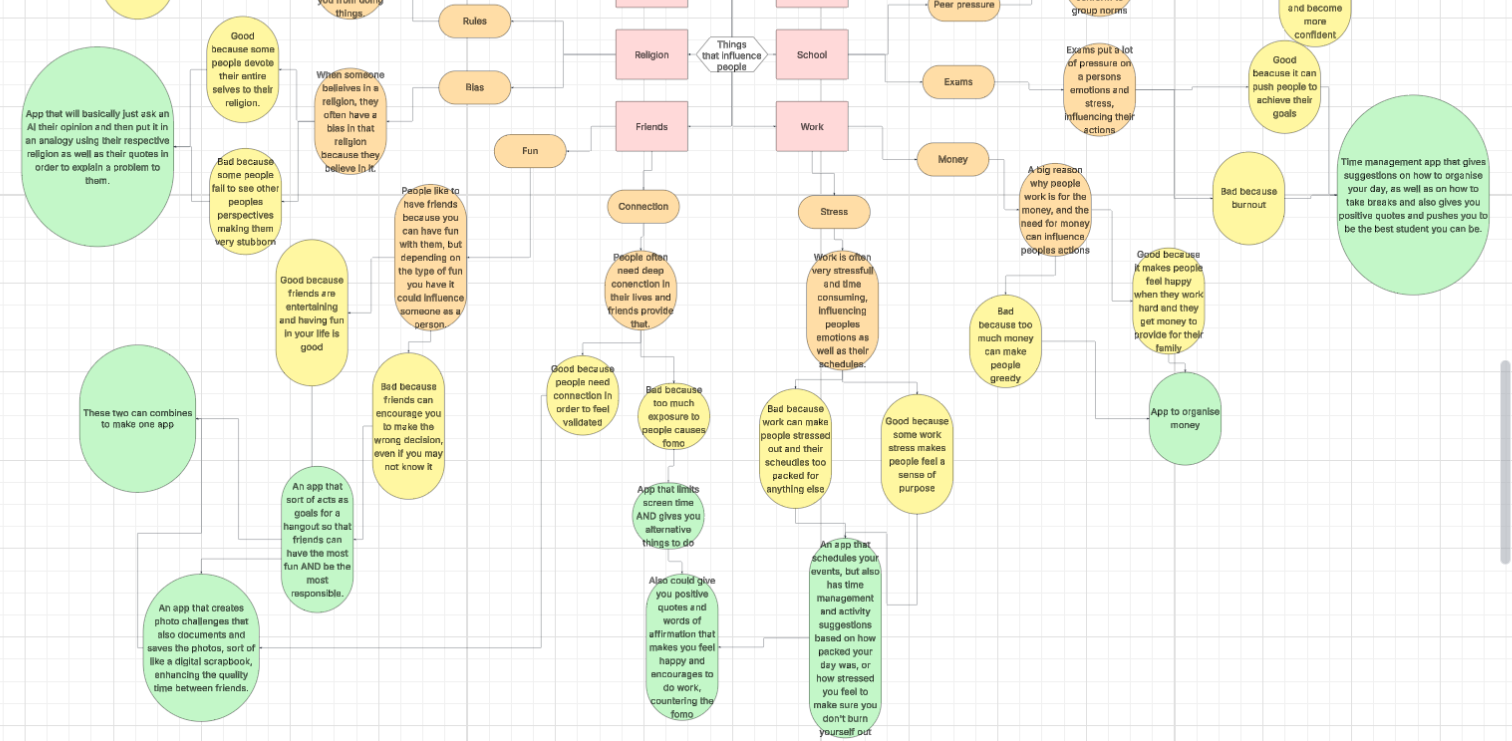 you from doing
things.
Rules
Good
because some
people devote
their entire
selves to their
religion.
When someone
belieives in a
religion, they
often have a
bias in that
religion
because they
believe in it.
Bias
App that will basically just ask an
AI their opinion and then put it in
an analogy using their respective
religion as well as their quotes in
order to explain a problem to
them.
Bad because
some people
fail to see other
peoples
perspectives
making them
very stubborn
Religion
Things
that influence
people
School
Friends
Work
Peer pressure
group norms
and become
more
confident
Exams
Exams put a lot
of pressure on
a persons
emotions and
stress,
influencing their
actions
Good
beacuse it can
push people to
achieve their
goals
Bad because
burnout
Time management app that gives
suggestions on how to organise
your day, as well as on how to
take breaks and also gives you
positive quotes and pushes you to
be the best student you can be.
Fun
People like to
have friends
because you
can have fun
with them, but
depending on
the type of fun
you have it
could influence
someone as a
person.
Good because
friends are
entertaining
and having fun
in your life is
good
Bad because
friends can
encourage you
to make the
wrong decision,
even if you may
not know it
Connection
People often
need deep
conenction in
their lives and
friends provide
that.
Good because
people need
connection in
order to feel
validated
Bad because
too much
exposure to
people causes
fomo
Stress
Work is often
very stressfull
and time
consuming,
influencing
peoples
emotions as
well as their
schedules.
Bad because
work can make
people stressed
out and their
scheudles too
packed for
anything else
Good because
some work
stress makes
people feel a
sense of
purpose
Money
A big reason
why people
work is for the
money, and the
need for money
can influence
peoples actions
Bad
because too
much money
can make
people
greedy
Good because
it makes people
feel happy
when they work
hard and they
get money to
provide for their
family
App to organise
money
These two can combines
to make one app
An app that
sort of acts as
goals for a
hangout so that
friends can
have the most
fun AND be the
most
responsible.
An app that creates
photo challenges that
also documents and
saves the photos, sort of
like a digital scrapbook,
enhancing the quality
time between friends.
App that limits
screen time
AND gives you
alternative
things to do
Also could give
you positive
quotes and
words of
affirmation that
makes you feel
happy and
encourages to
do work,
countering the
fomo
An app that
schedules your
events, but also
has time
management
and activity
suggestions
based on how
packed your
day was, or
how stressed
you feel to
make sure you
don't burn
yourself out